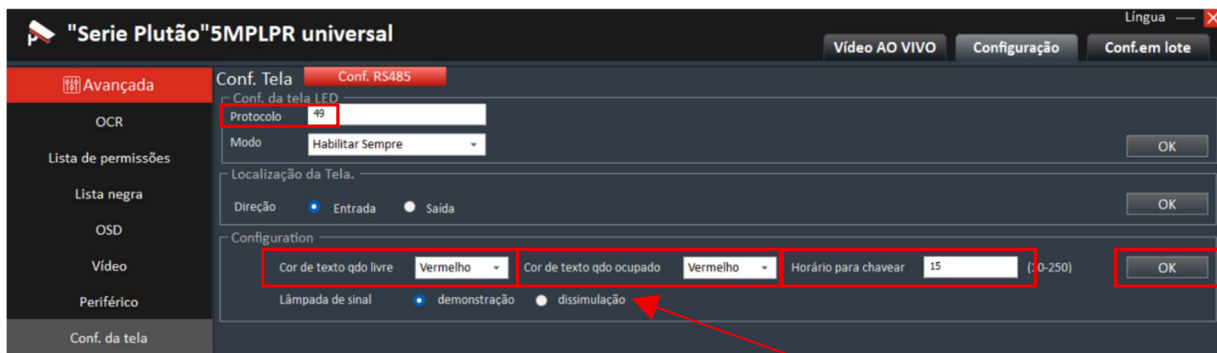 Língua
"Serie Plutão"5MPLPR universal
Vídeo AO VIVO Configuração Conf.em lote
Avançada
OCR
Lista de permissões
Lista negra
OSD
Vídeo
Periférico
Conf. da tela
Conf. Tela Conf. RS485
Conf. da tela LED
Protocolo 49
Modo Habilitar Sempre OK
Localização da Tela.
Direção Entrada Saída OK
Configuration
Cor de texto qdo livre Vermelho Cor de texto qdo ocupado Vermelho Horário para chavear 15 (10-250) OK
Lâmpada de sinal demonstração dissimulação